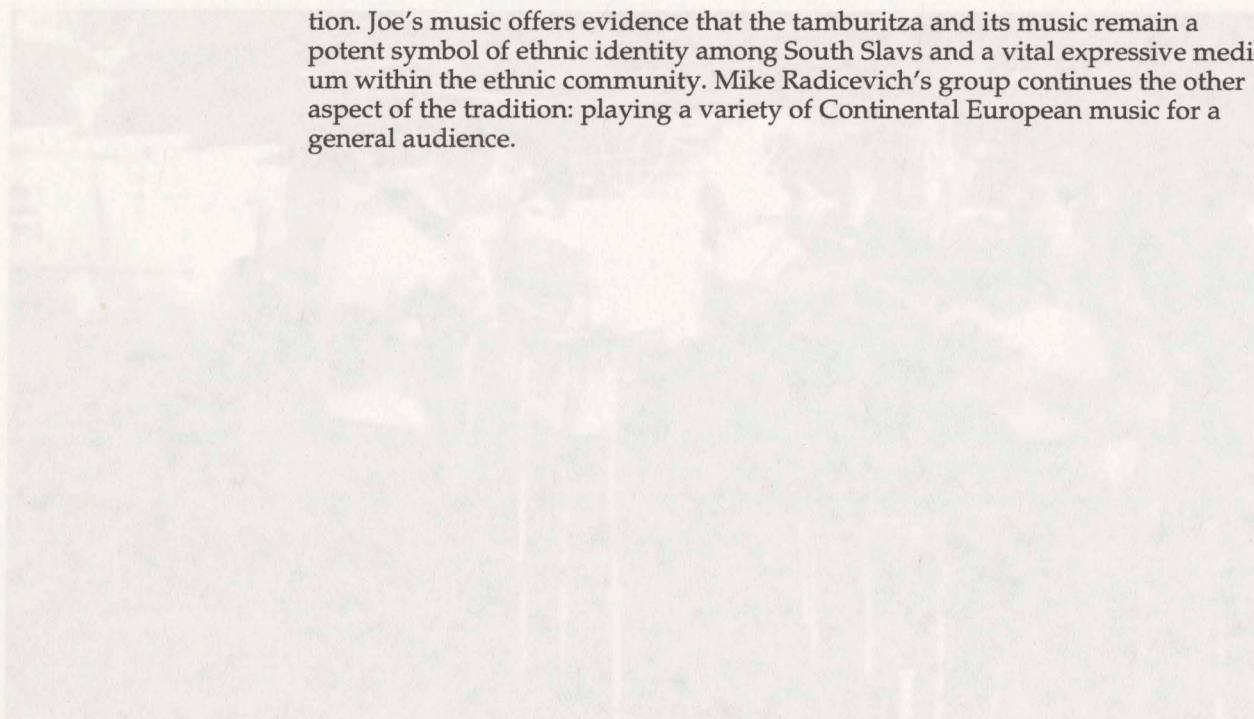 tion. Joe's music offers evidence that the tamburitza and its music remain a
potent symbol of ethnic identity among South Slavs and a vital expressive medi
um within the ethnic community. Mike Radicevich's group continues the other
aspect of the tradition: playing a variety of Continental European music for a
general audience.